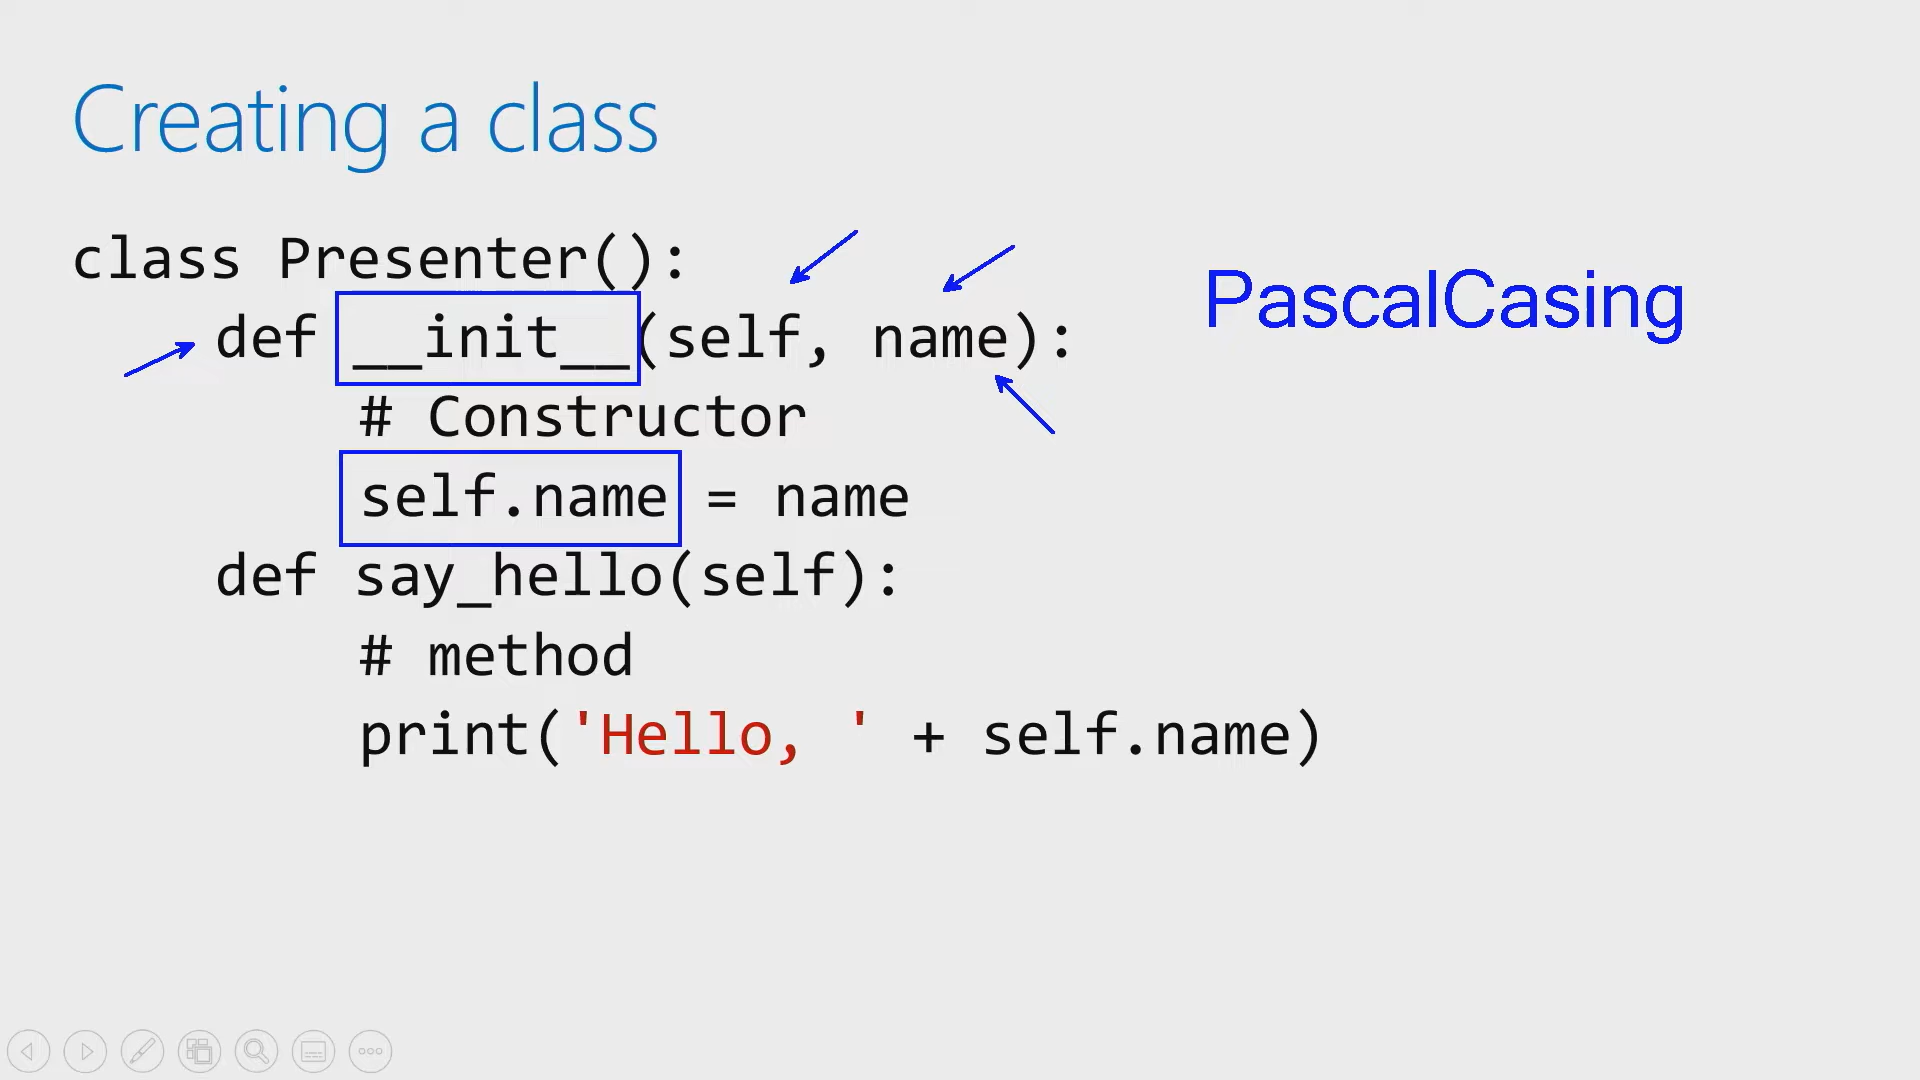 Creating a class
class Presenter():
PascalCasing
def __init__(self, name):
# Constructor
self.name = name
def say_hello(self):
# method
print('Hello, ' + self.name)